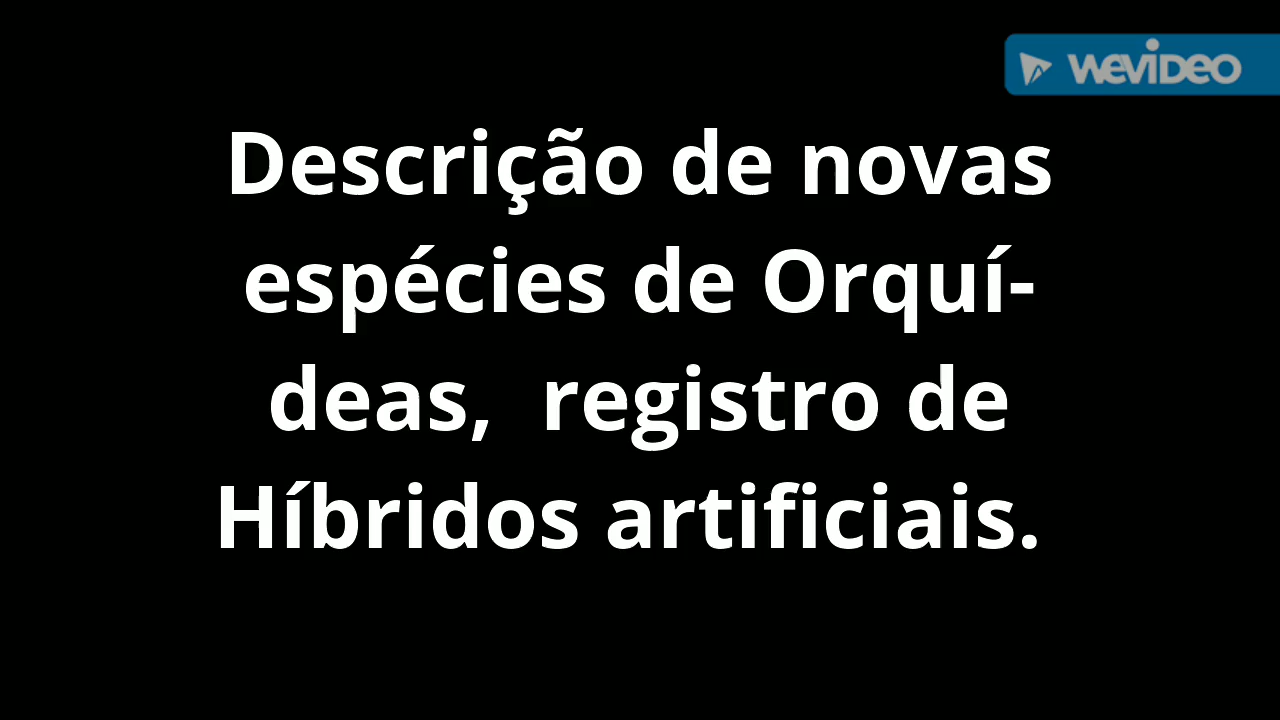 wevideo
Descrição de novas
espécies de Orquí-
deas,  registro de
Híbridos artificiais.